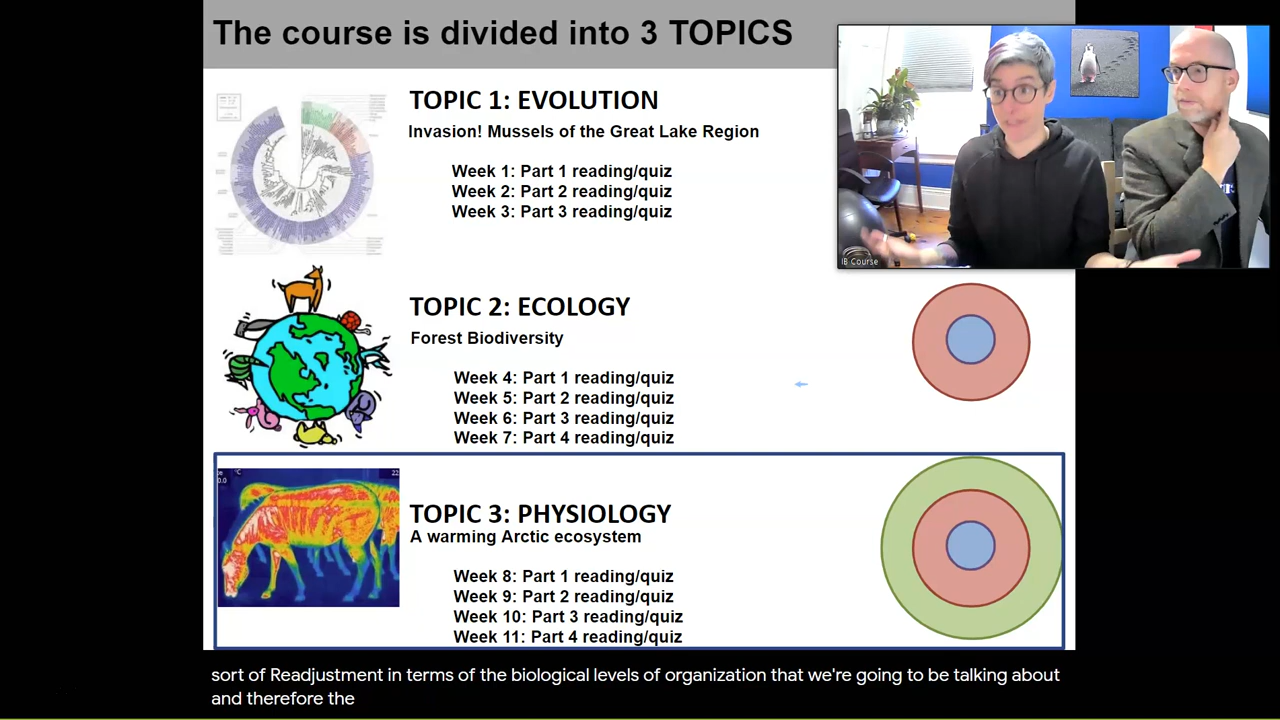 The course is divided into 3 TOPICS
TOPIC 1: EVOLUTION
Invasion! Mussels of the Great Lake Region
Week 1: Part 1 reading/quiz
Week 2: Part 2 reading/quiz
Week 3: Part 3 reading/quiz
IB Course
TOPIC 2: ECOLOGY
Forest Biodiversity
Week 4: Part 1 reading/quiz
Week 5: Part 2 reading/quiz
Week 6: Part 3 reading/quiz
Week 7: Part 4 reading/quiz
°C
22
0.0
TOPIC 3: PHYSIOLOGY
A warming Arctic ecosystem
Week 8: Part 1 reading/quiz
Week 9: Part 2 reading/quiz
Week 10: Part 3 reading/quiz
Week 11: Part 4 reading/quiz
sort of Readjustment in terms of the biological levels of organization that we're going to be talking about
and therefore the